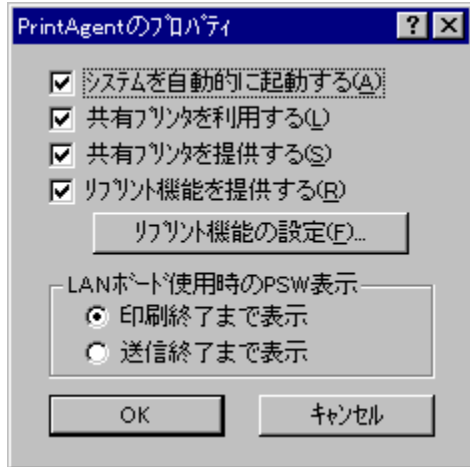 PrintAgentのﾌﾟﾛﾊﾟﾃｨ
ｼｽﾃﾑを自動的に起動する(A)
共有ﾌﾟﾘﾝﾀを利用する(L)
共有ﾌﾟﾘﾝﾀを提供する(S)
ﾘﾌﾟﾘﾝﾄ機能を提供する(R)
ﾘﾌﾟﾘﾝﾄ機能の設定(F)...
LANﾎﾞｰﾄﾞ使用時のPSW表示
印刷終了まで表示
送信終了まで表示
OK ｷｬﾝｾﾙ